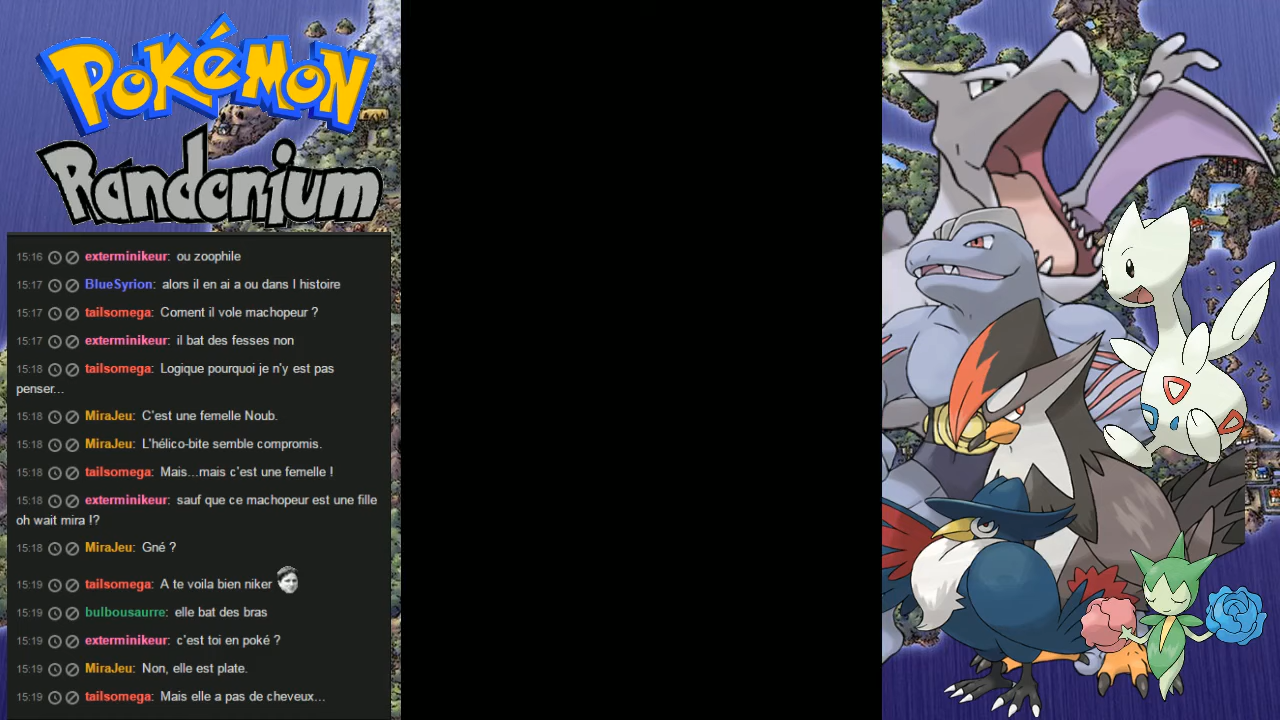 POKéMON
Randonium
15:16 exterminikeur: ou zoophile
15:17 BlueSyrion: alors il en ai a ou dans l histoire
15:17 tailsomega: Coment il vole machopeur ?
15:17 exterminikeur: il bat des fesses non
15:18 tailsomega: Logique pourquoi je n'y est pas
penser...
15:18 MiraJeu: C'est une femelle Noub.
15:18 MiraJeu: L'hélico-bite semble compromis.
15:18 tailsomega: Mais...mais c'est une femelle !
15:18 exterminikeur: sauf que ce machopeur est une fille
oh wait mira !?
15:18 MiraJeu: Gné ?
15:19 tailsomega: A te voila bien niker
15:19 bulbousaurre: elle bat des bras
15:19 exterminikeur: c'est toi en poké ?
15:19 MiraJeu: Non, elle est plate.
15:19 tailsomega: Mais elle a pas de cheveux...